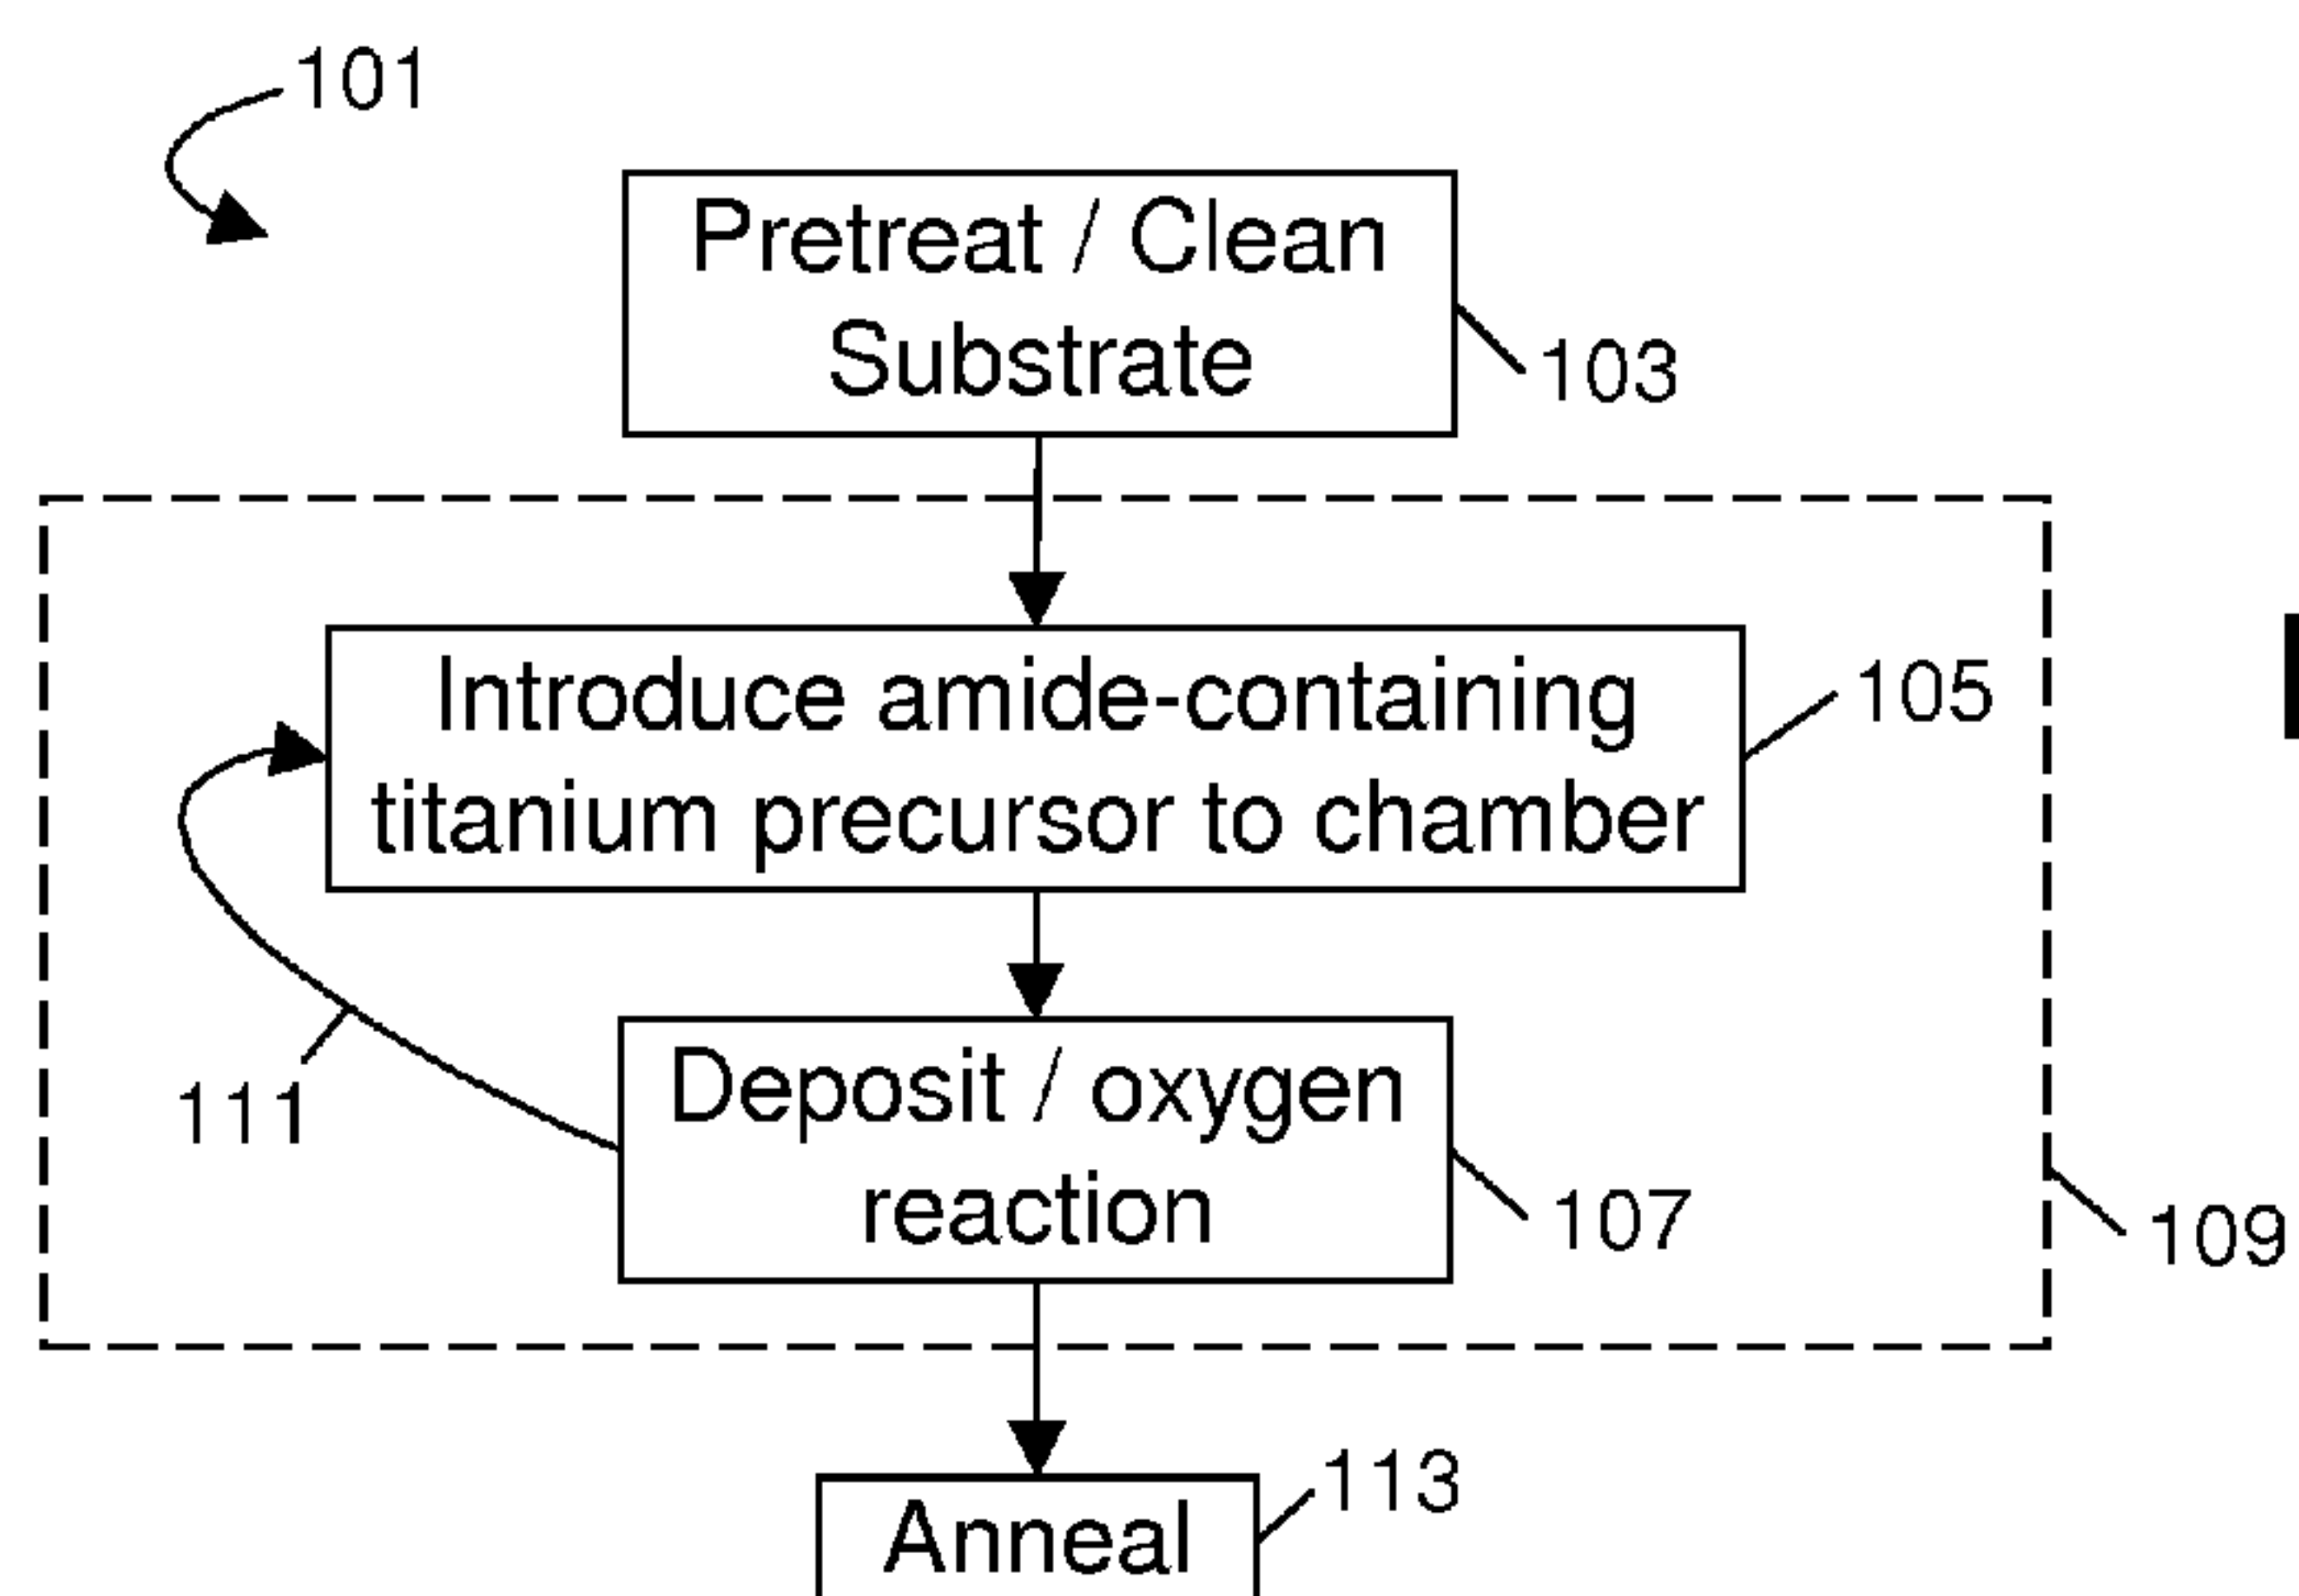 101
Pretreat / Clean
Substrate
103
Introduce amide-containing
titanium precursor to chamber
105
Deposit / oxygen
reaction
111
107
109
113
Anneal